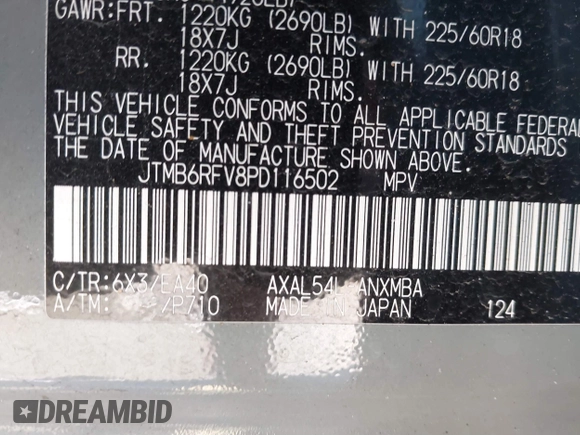 GAWR:FRT. 1220KG (2690LB) WITH 225/60R18
18X7J RIMS.
RR. 1220KG (2690LB) WITH 225/60R18
18X7J RIMS.
THIS VEHICLE CONFORMS TO ALL APPLICABLE FEDERAL
VEHICLE SAFETY AND THEFT PREVENTION STANDARDS
THE DATE OF MANUFACTURE SHOWN ABOVE.
JTMB6RFV8PD116502 MPV
C/TR:6X3/EA40 AXAL54L-ANXMBA
A/TM: /P710 MADE IN JAPAN 124
DREAMBID